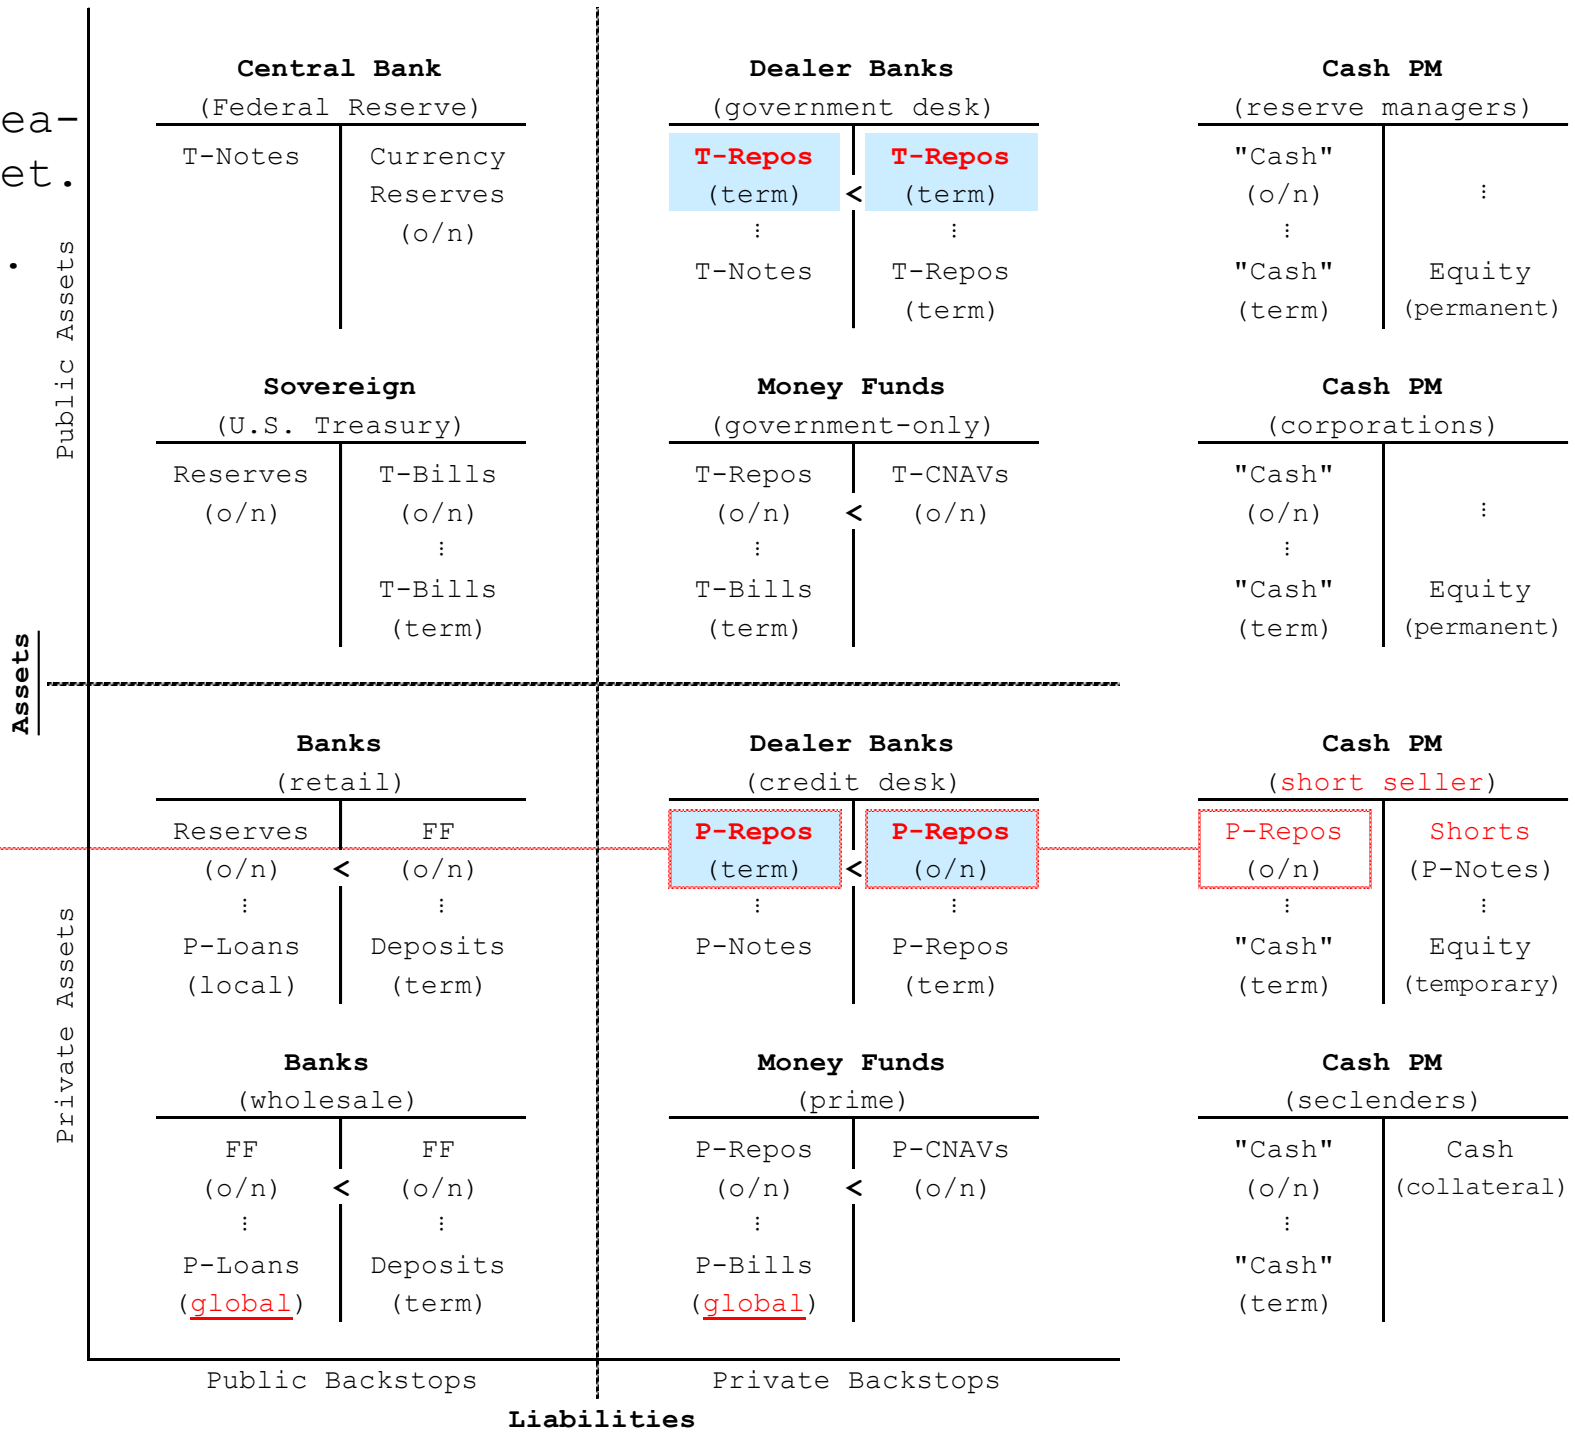 ea-
et.
.
Public Assets
Assets
Private Assets
Central Bank
(Federal Reserve)
T-Notes
Currency
Reserves
(o/n)
Dealer Banks
(government desk)
T-Repos
(term)
⋮
T-Notes
<
T-Repos
(term)
⋮
T-Repos
(term)
Cash PM
(reserve managers)
"Cash"
(o/n)
⋮
"Cash"
(term)
⋮
Equity
(permanent)
Sovereign
(U.S. Treasury)
Reserves
(o/n)
T-Bills
(o/n)
⋮
T-Bills
(term)
Money Funds
(government-only)
T-Repos
(o/n)
⋮
T-Bills
(term)
<
T-CNAVs
(o/n)
Cash PM
(corporations)
"Cash"
(o/n)
⋮
"Cash"
(term)
⋮
Equity
(permanent)
Banks
(retail)
Reserves
(o/n)
⋮
P-Loans
(local)
<
FF
(o/n)
⋮
Deposits
(term)
Dealer Banks
(credit desk)
P-Repos
(term)
⋮
P-Notes
<
P-Repos
(o/n)
⋮
P-Repos
(term)
Cash PM
(short seller)
P-Repos
(o/n)
⋮
"Cash"
(term)
Shorts
(P-Notes)
⋮
Equity
(temporary)
Banks
(wholesale)
FF
(o/n)
⋮
P-Loans
(global)
<
FF
(o/n)
⋮
Deposits
(term)
Money Funds
(prime)
P-Repos
(o/n)
⋮
P-Bills
(global)
<
P-CNAVs
(o/n)
Cash PM
(seclenders)
"Cash"
(o/n)
⋮
"Cash"
(term)
Cash
(collateral)
Public Backstops
Private Backstops
Liabilities